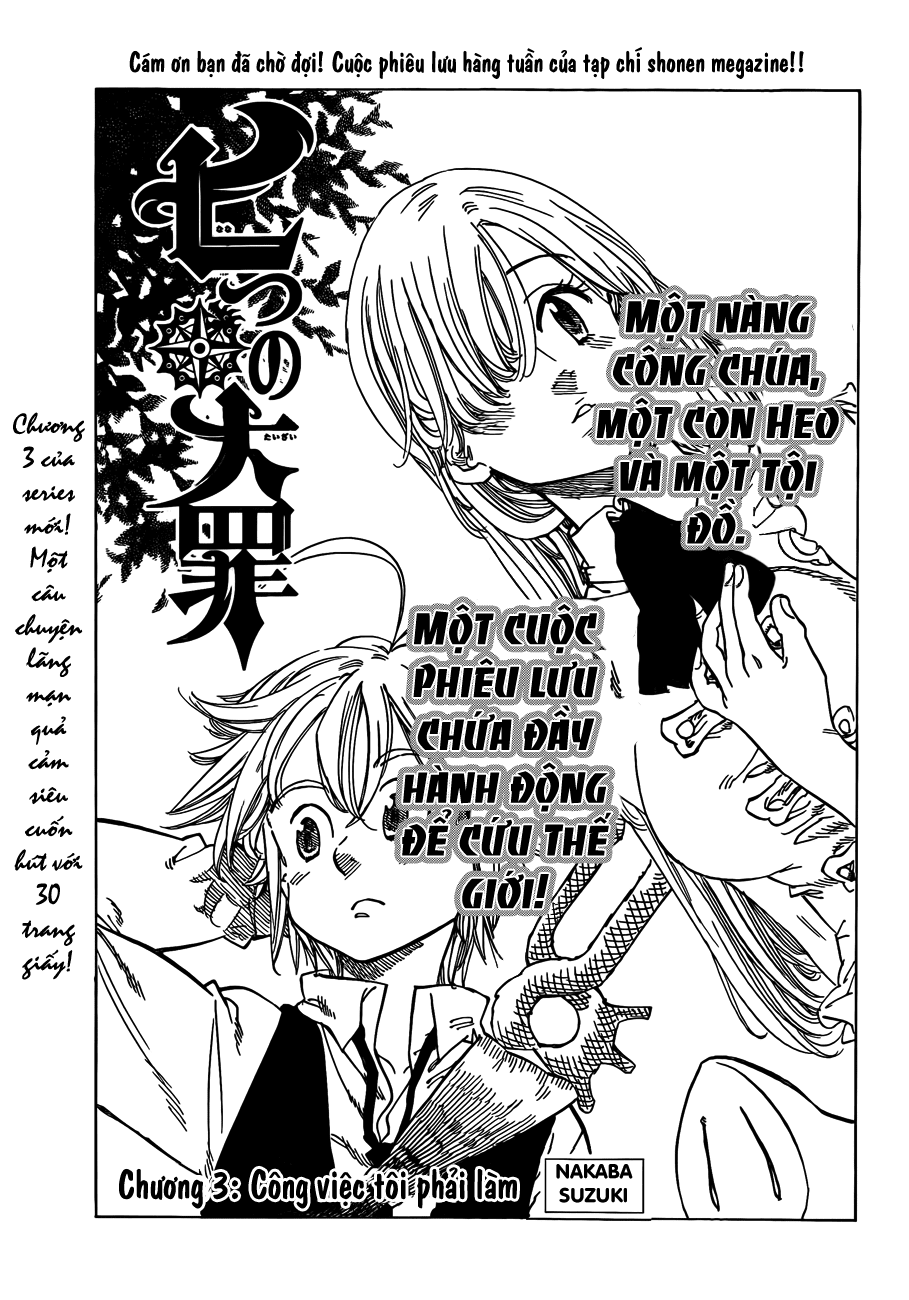 Cám ơn bạn đã chờ đợi! Cuộc phiêu lưu hàng tuần của tạp chí shonen megazine!!
七つの
大罪
たいざい
MỘT NÀNG
CÔNG CHÚA,
MỘT CON HEO
VÀ MỘT TỘI
ĐỒ.
Chương
3 của
series
mới!
Một
câu
chuyện
lãng
mạn
quả
cảm
siêu
cuốn
hút với
30
trang
giấy!
MỘT CUỘC
PHIÊU LƯU
CHỨA ĐẦY
HÀNH ĐỘNG
ĐỂ CỨU THẾ
GIỚI!
Chương 3: Công việc tôi phải làm
NAKABA
SUZUKI